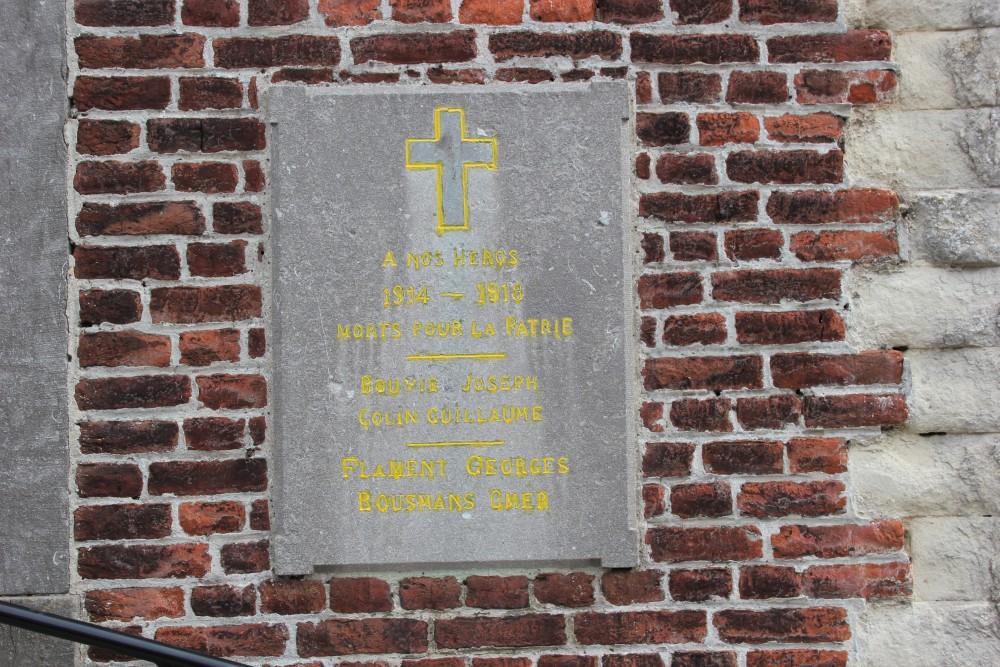 A NOS HEROS
1914 — 1918
MORTS POUR LA PATRIE
BOUVIE JOSEPH
COLIN GUILLAUME
FLAMENT GEORGES
BOUSMANS OMER